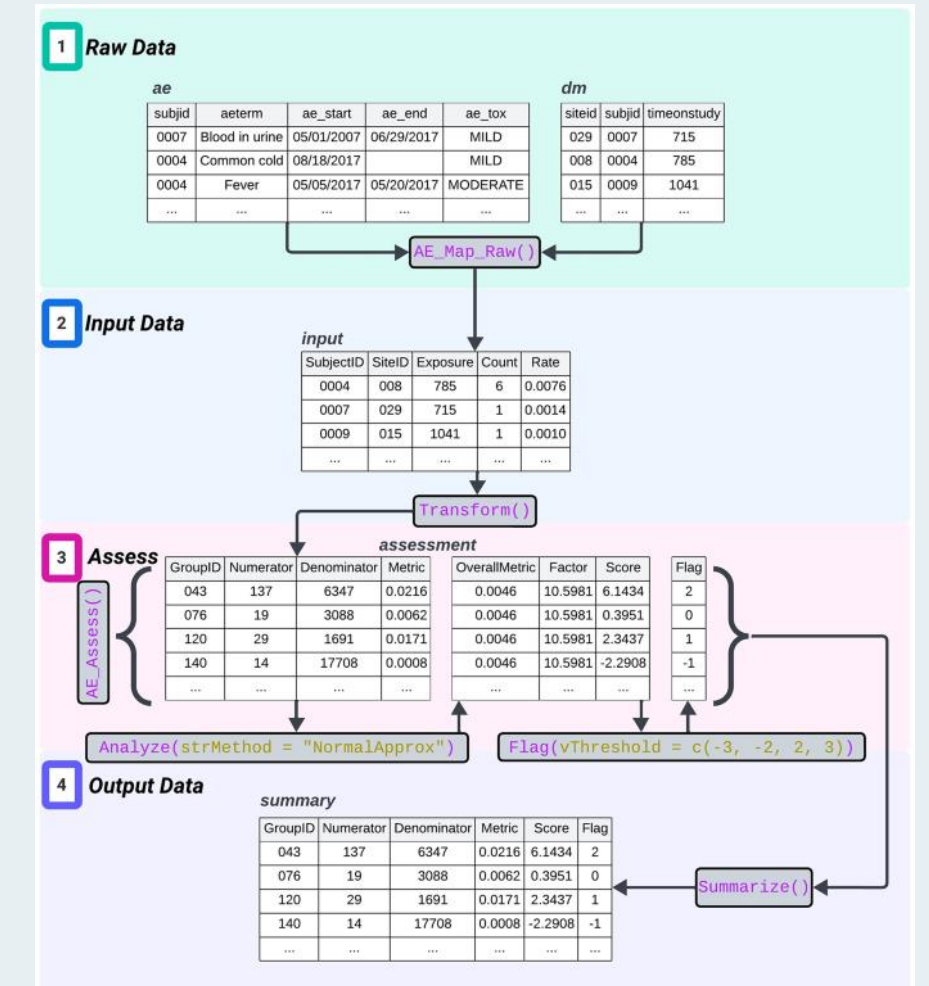 1 Raw Data
ae
subjid aeterm ae_start ae_end ae_tox
0007 Blood in urine 05/01/2007 06/29/2017 MILD
0004 Common cold 08/18/2017 MILD
0004 Fever 05/05/2017 05/20/2017 MODERATE
... ... ... ... ...
dm
siteid subjid timeonstudy
029 0007 715
008 0004 785
015 0009 1041
... ... ...
AE_Map_Raw()
2 Input Data
input
SubjectID SiteID Exposure Count Rate
0004 008 785 6 0.0076
0007 029 715 1 0.0014
0009 015 1041 1 0.0010
... ... ... ... ...
Transform()
3 Assess
AE_Assess()
assessment
GroupID Numerator Denominator Metric OverallMetric Factor Score Flag
043 137 6347 0.0216 0.0046 10.5981 6.1434 2
076 19 3088 0.0062 0.0046 10.5981 0.3951 0
120 29 1691 0.0171 0.0046 10.5981 2.3437 1
140 14 17708 0.0008 0.0046 10.5981 -2.2908 -1
... ... ... ... ... ... ... ...
Analyze(strMethod = "NormalApprox") Flag(vThreshold = c(-3, -2, 2, 3))
4 Output Data
summary
GroupID Numerator Denominator Metric Score Flag
043 137 6347 0.0216 6.1434 2
076 19 3088 0.0062 0.3951 0
120 29 1691 0.0171 2.3437 1
140 14 17708 0.0008 -2.2908 -1
... ... ... ... ... ...
Summarize()